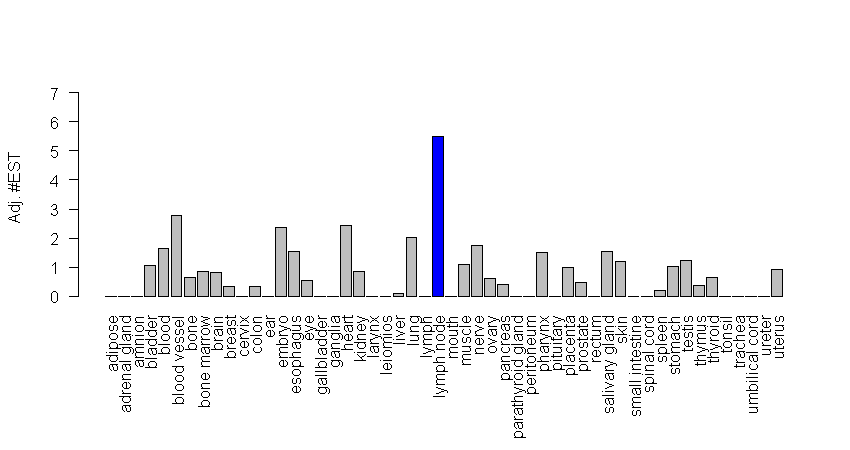 7
6
5
4
3
2
1
0
Adj. #EST
adipose
adrenal gland
amnion
bladder
blood
blood vessel
bone
bone marrow
brain
breast
cervix
colon
ear
embryo
esophagus
eye
gallbladder
ganglia
heart
kidney
larynx
leiomios
liver
lung
lymph
lymph node
mouth
muscle
nerve
ovary
pancreas
parathyroid gland
peritoneum
pharynx
pituitary
placenta
prostate
rectum
salivary gland
skin
small intestine
spinal cord
spleen
stomach
testis
thymus
thyroid
tonsil
trachea
umbilical cord
ureter
uterus